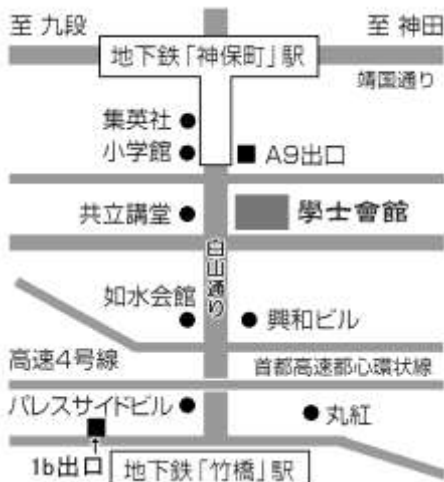 至 九段
至 神田
地下鉄「神保町」駅
靖国通り
集英社
小学館
A9出口
共立講堂
學士會館
白山通り
如水会館
興和ビル
高速4号線
首都高速都心環状線
パレスサイドビル
丸紅
1b出口
地下鉄「竹橋」駅